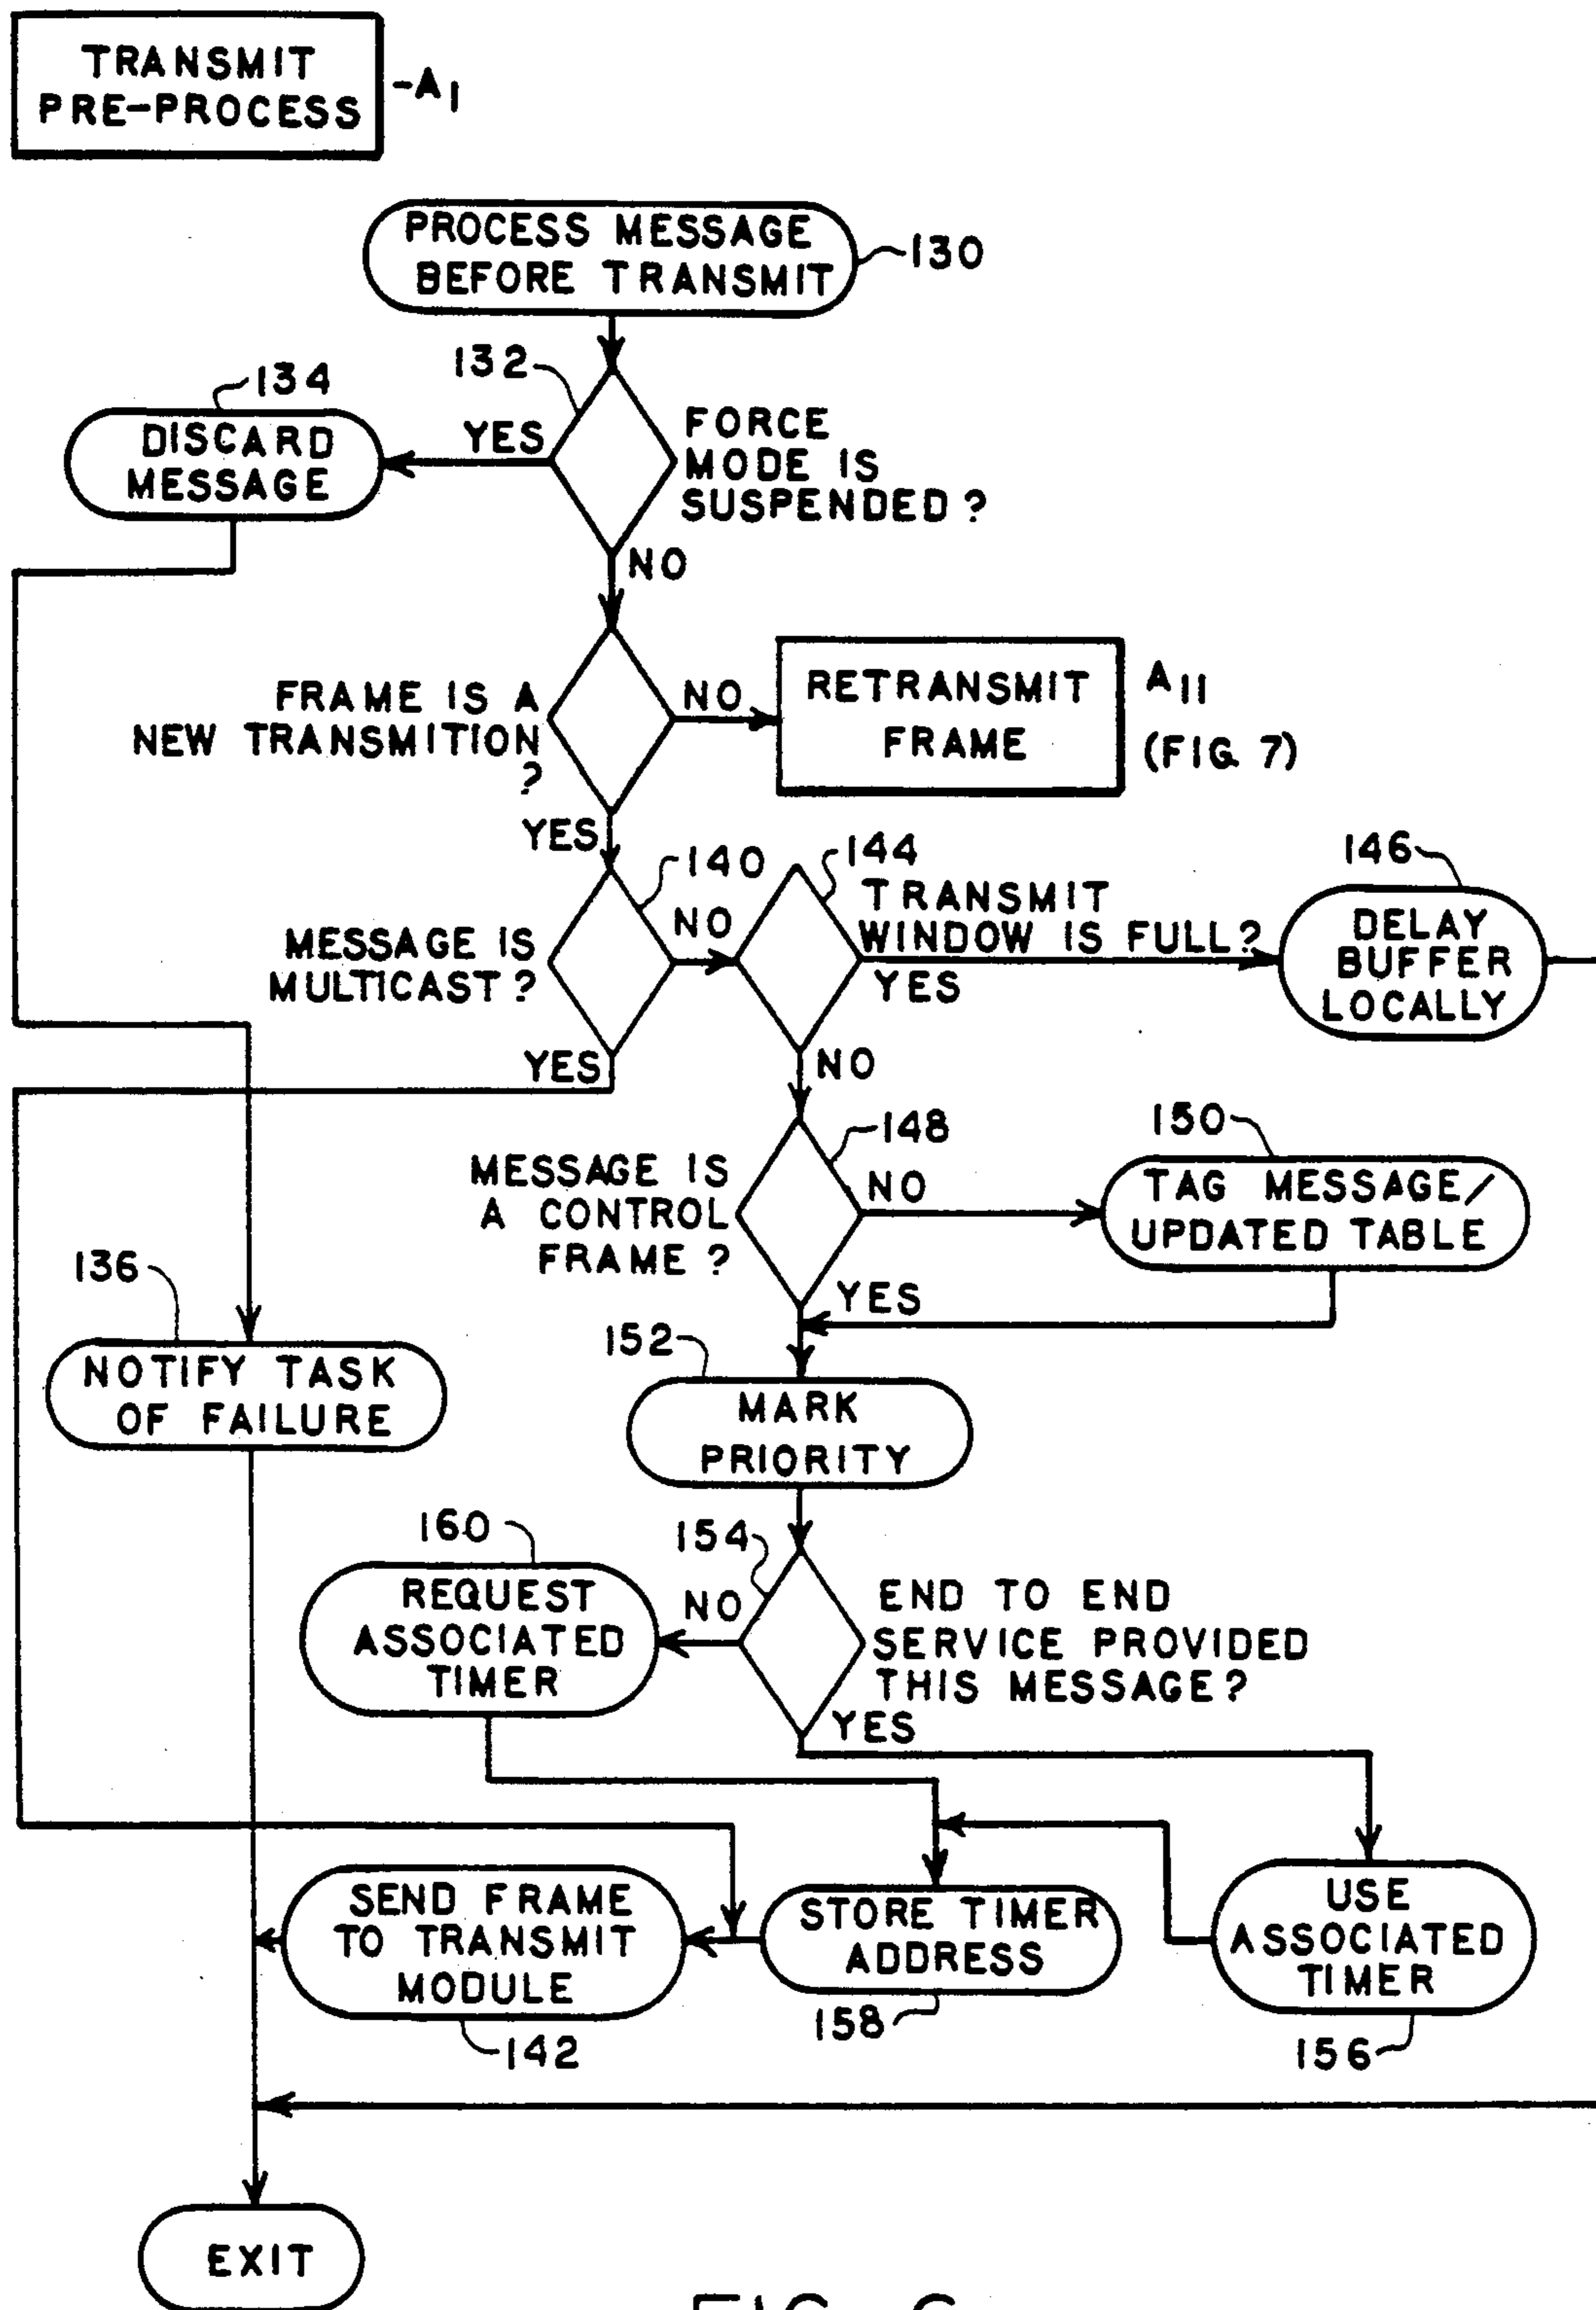 TRANSMIT
PRE-PROCESS
-A1
PROCESS MESSAGE
BEFORE TRANSMIT
130
132
134
DISCARD
MESSAGE
YES
FORCE
MODE IS
SUSPENDED ?
NO
FRAME IS A
NEW TRANSMITION
?
NO
RETRANSMIT
FRAME
A11
(FIG. 7)
YES
140
144
146
MESSAGE IS
MULTICAST ?
NO
TRANSMIT
WINDOW IS FULL?
YES
DELAY
BUFFER
LOCALLY
YES
NO
148
150
MESSAGE IS
A CONTROL
FRAME ?
NO
TAG MESSAGE/
UPDATED TABLE
136
YES
NOTIFY TASK
OF FAILURE
152
MARK
PRIORITY
160
154
REQUEST
ASSOCIATED
TIMER
NO
END TO END
SERVICE PROVIDED
THIS MESSAGE?
YES
SEND FRAME
TO TRANSMIT
MODULE
142
STORE TIMER
ADDRESS
158
USE
ASSOCIATED
TIMER
156
EXIT